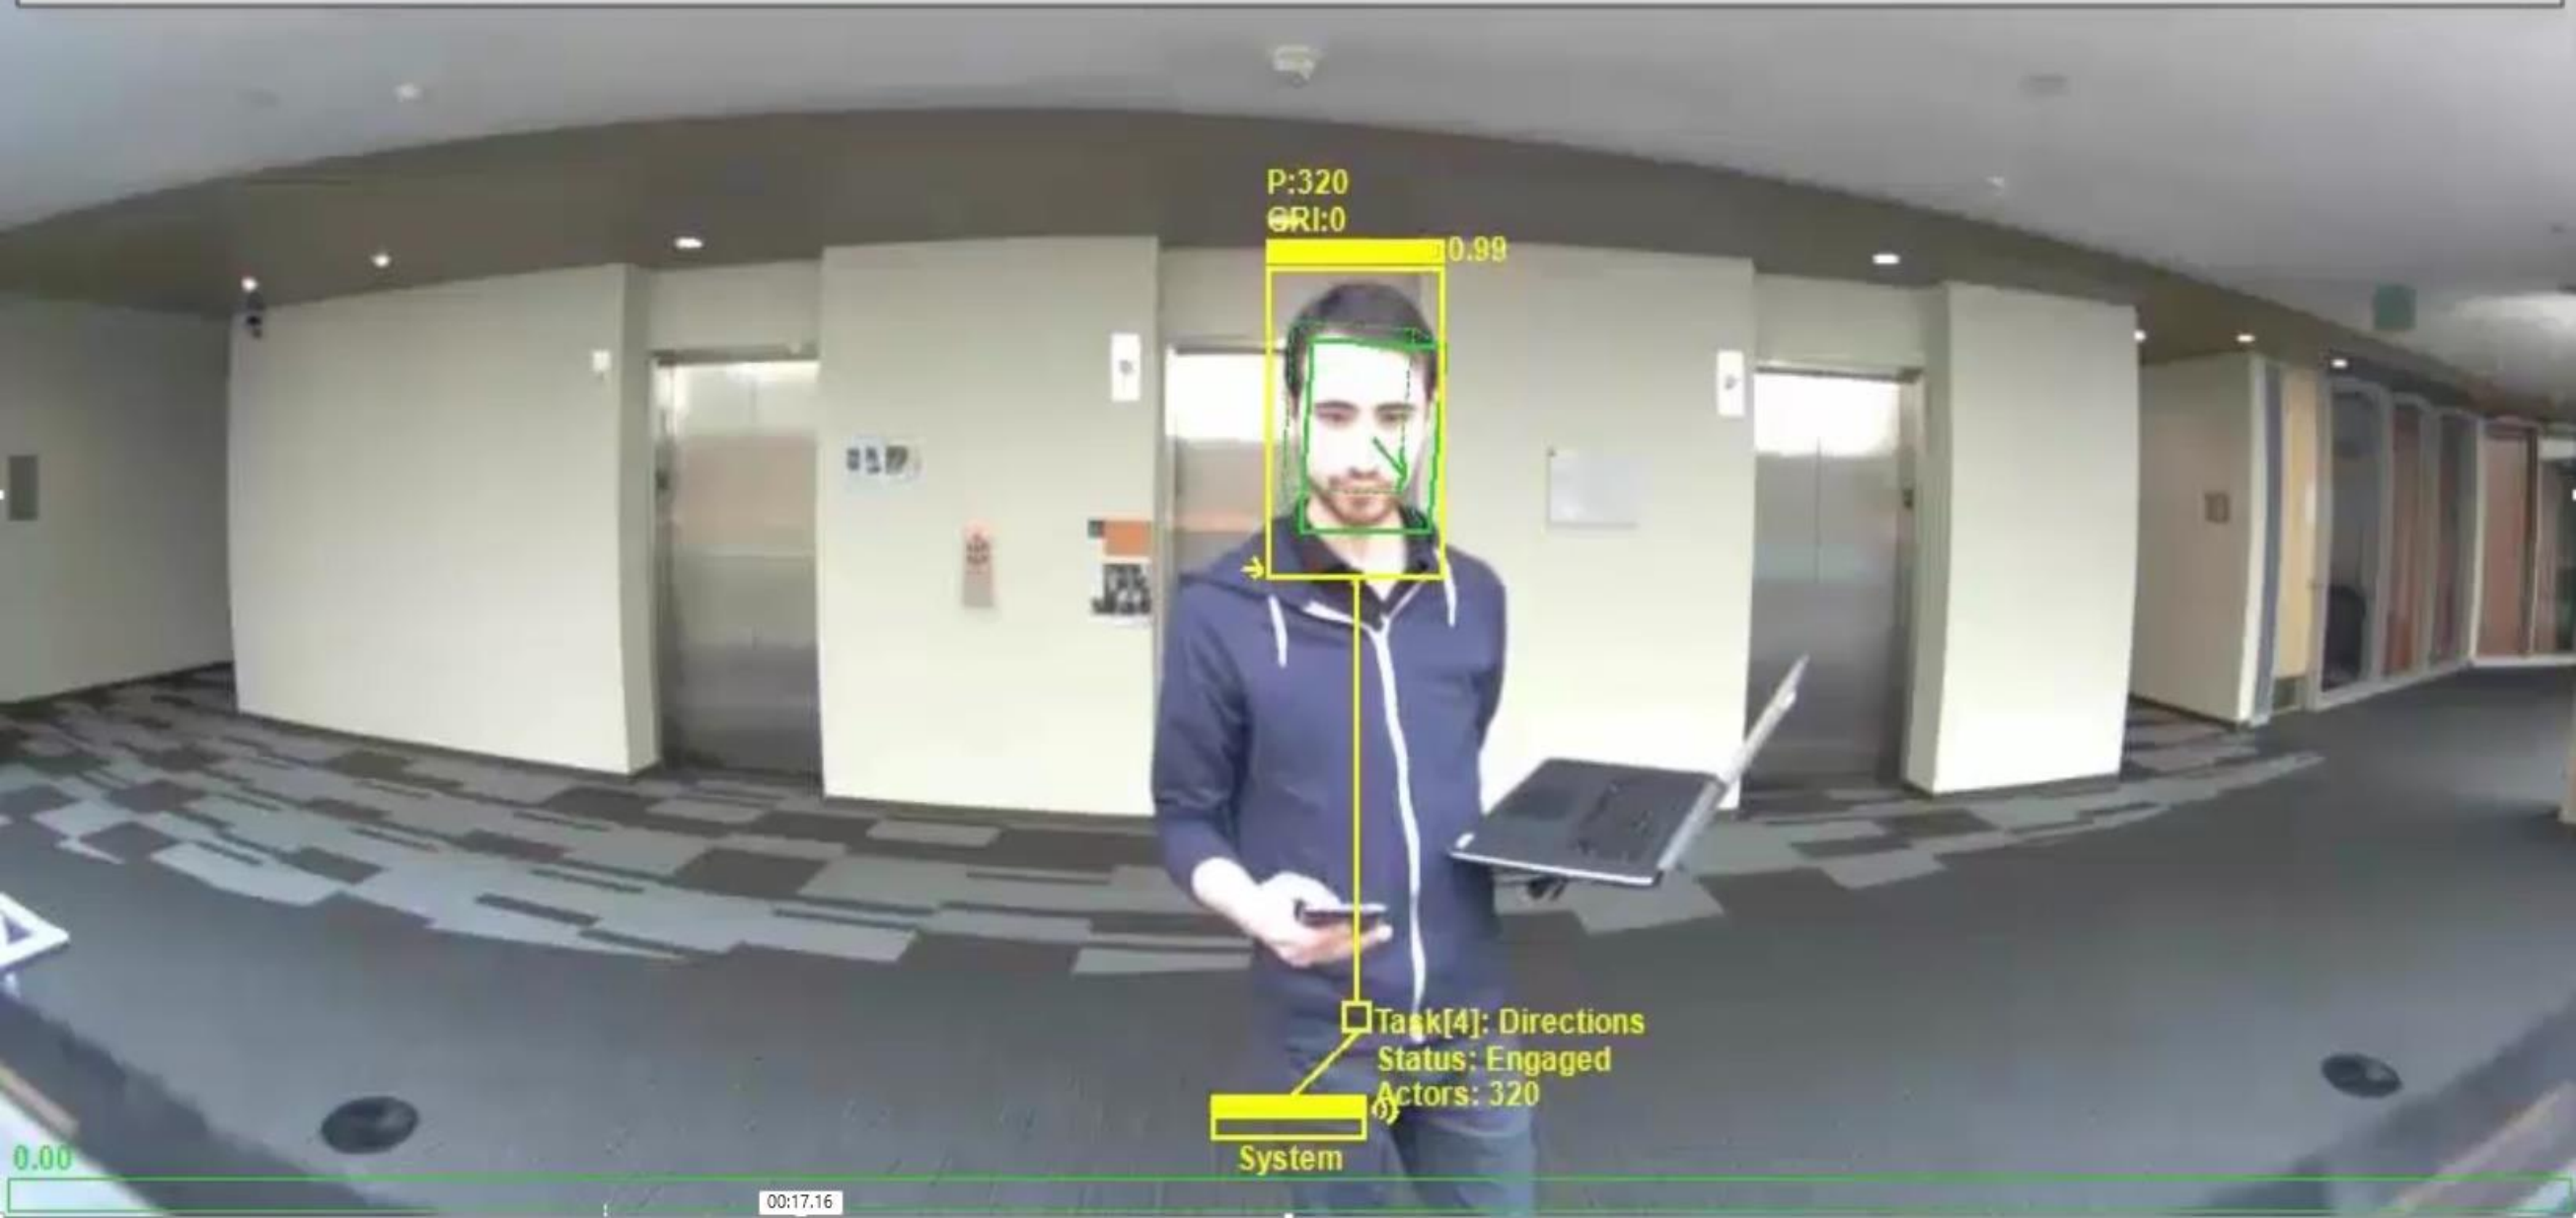 P:320
GRI:0
0.99
Task[4]: Directions
Status: Engaged
Actors: 320
System
0.00
00:17.16